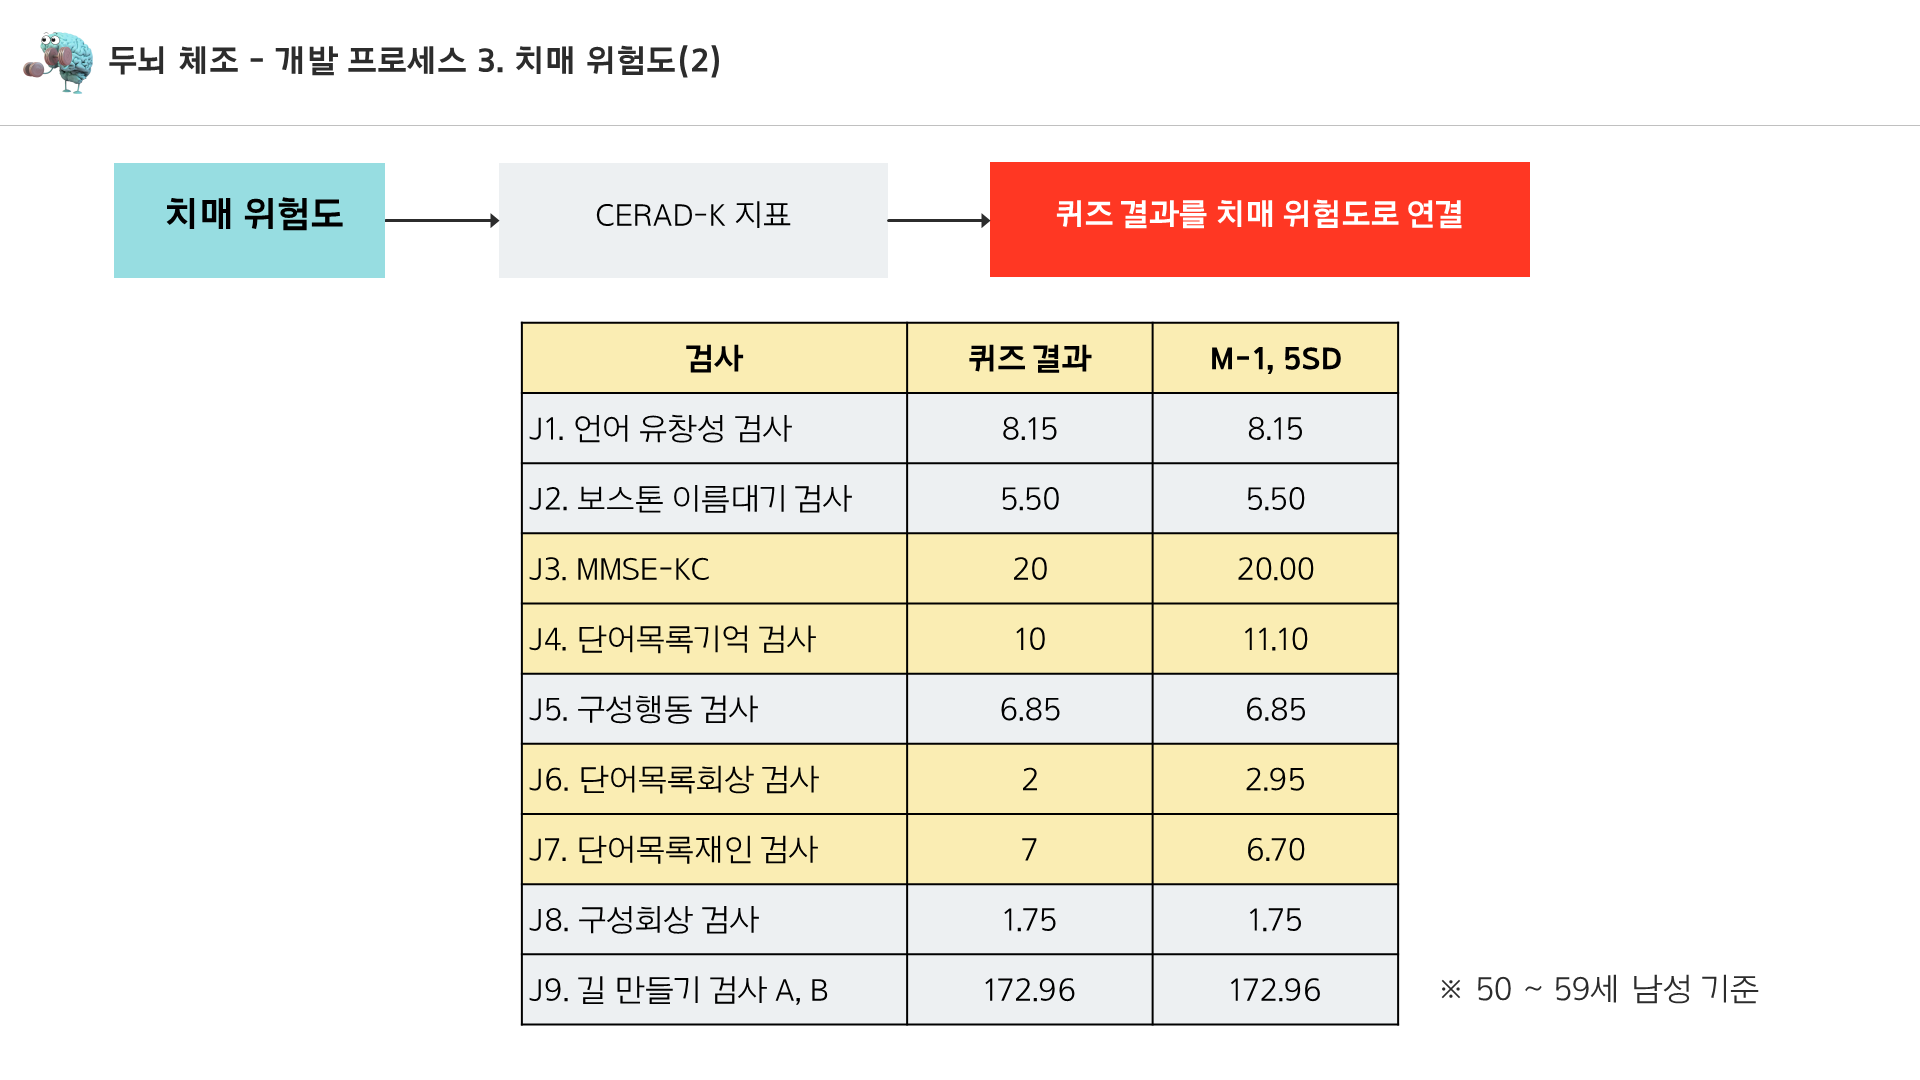 두뇌 체조 - 개발 프로세스 3. 치매 위험도(2)
치매 위험도
CERAD-K 지표
퀴즈 결과를 치매 위험도로 연결
검사 퀴즈 결과 M-1, 5SD
J1. 언어 유창성 검사 8.15 8.15
J2. 보스톤 이름대기 검사 5.50 5.50
J3. MMSE-KC 20 20.00
J4. 단어목록기억 검사 10 11.10
J5. 구성행동 검사 6.85 6.85
J6. 단어목록회상 검사 2 2.95
J7. 단어목록재인 검사 7 6.70
J8. 구성회상 검사 1.75 1.75
J9. 길 만들기 검사 A, B 172.96 172.96
※ 50 ~ 59세 남성 기준